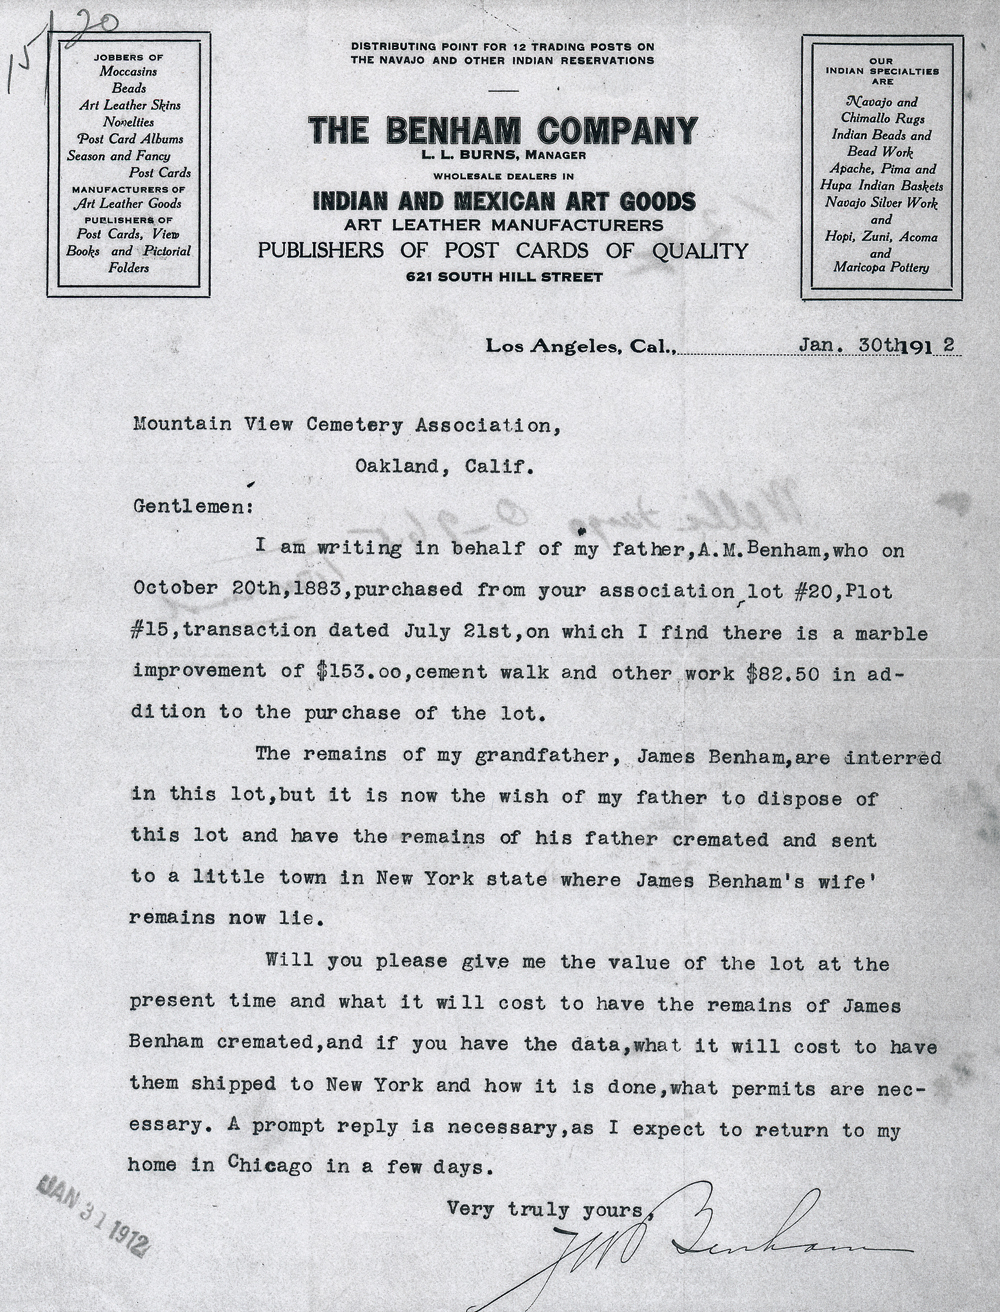 15/20
JOBBERS OF
Moccasins
Beads
Art Leather Skins
Novelties
Post Card Albums
Season and Fancy
Post Cards
MANUFACTURERS OF
Art Leather Goods
PUBLISHERS OF
Post Cards, View
Books and Pictorial
Folders
DISTRIBUTING POINT FOR 12 TRADING POSTS ON
THE NAVAJO AND OTHER INDIAN RESERVATIONS
THE BENHAM COMPANY
L. L. BURNS, MANAGER
WHOLESALE DEALERS IN
INDIAN AND MEXICAN ART GOODS
ART LEATHER MANUFACTURERS
PUBLISHERS OF POST CARDS OF QUALITY
621 SOUTH HILL STREET
OUR
INDIAN SPECIALTIES
ARE
Navajo and
Chimallo Rugs
Indian Beads and
Bead Work
Apache, Pima and
Hupa Indian Baskets
Navajo Silver Work
and
Hopi, Zuni, Acoma
and
Maricopa Pottery
Los Angeles, Cal., Jan. 30th 1912
Mountain View Cemetery Association,
Oakland, Calif.
Gentlemen:
I am writing in behalf of my father,A.M.Benham,who on
October 20th,1883,purchased from your association,lot #20,Plot
#15,transaction dated July 21st,on which I find there is a marble
improvement of $153.oo,cement walk and other work $82.50 in ad-
dition to the purchase of the lot.
The remains of my grandfather, James Benham,are interred
in this lot,but it is now the wish of my father to dispose of
this lot and have the remains of his father cremated and sent
to a little town in New York state where James Benham's wife'
remains now lie.
Will you please give me the value of the lot at the
present time and what it will cost to have the remains of James
Benham cremated,and if you have the data,what it will cost to have
them shipped to New York and how it is done,what permits are nec-
essary. A prompt reply is necessary,as I expect to return to my
home in Chicago in a few days.
Very truly yours,
Benham
JAN 31 1912